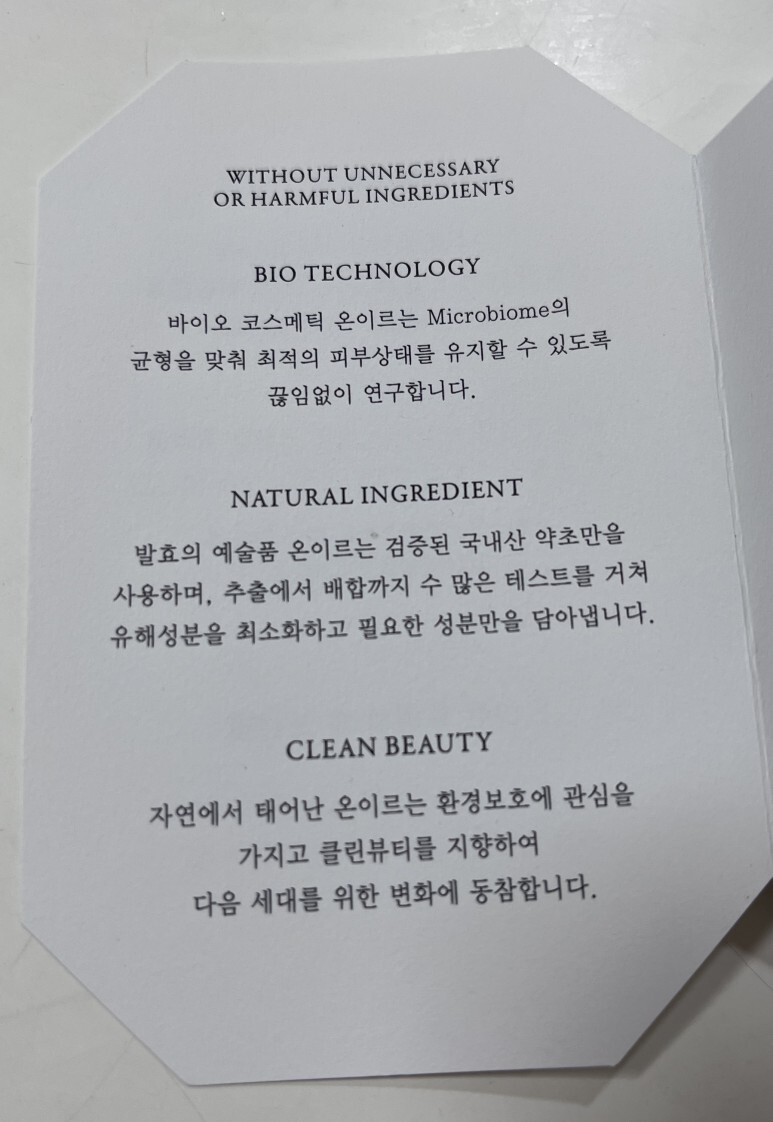 WITHOUT UNNECESSARY
OR HARMFUL INGREDIENTS
BIO TECHNOLOGY
바이오 코스메틱 온이르는 Microbiome의
균형을 맞춰 최적의 피부상태를 유지할 수 있도록
끊임없이 연구합니다.
NATURAL INGREDIENT
발효의 예술품 온이르는 검증된 국내산 약초만을
사용하며, 추출에서 배합까지 수 많은 테스트를 거쳐
유해성분을 최소화하고 필요한 성분만을 담아냅니다.
CLEAN BEAUTY
자연에서 태어난 온이르는 환경보호에 관심을
가지고 클린뷰티를 지향하여
다음 세대를 위한 변화에 동참합니다.